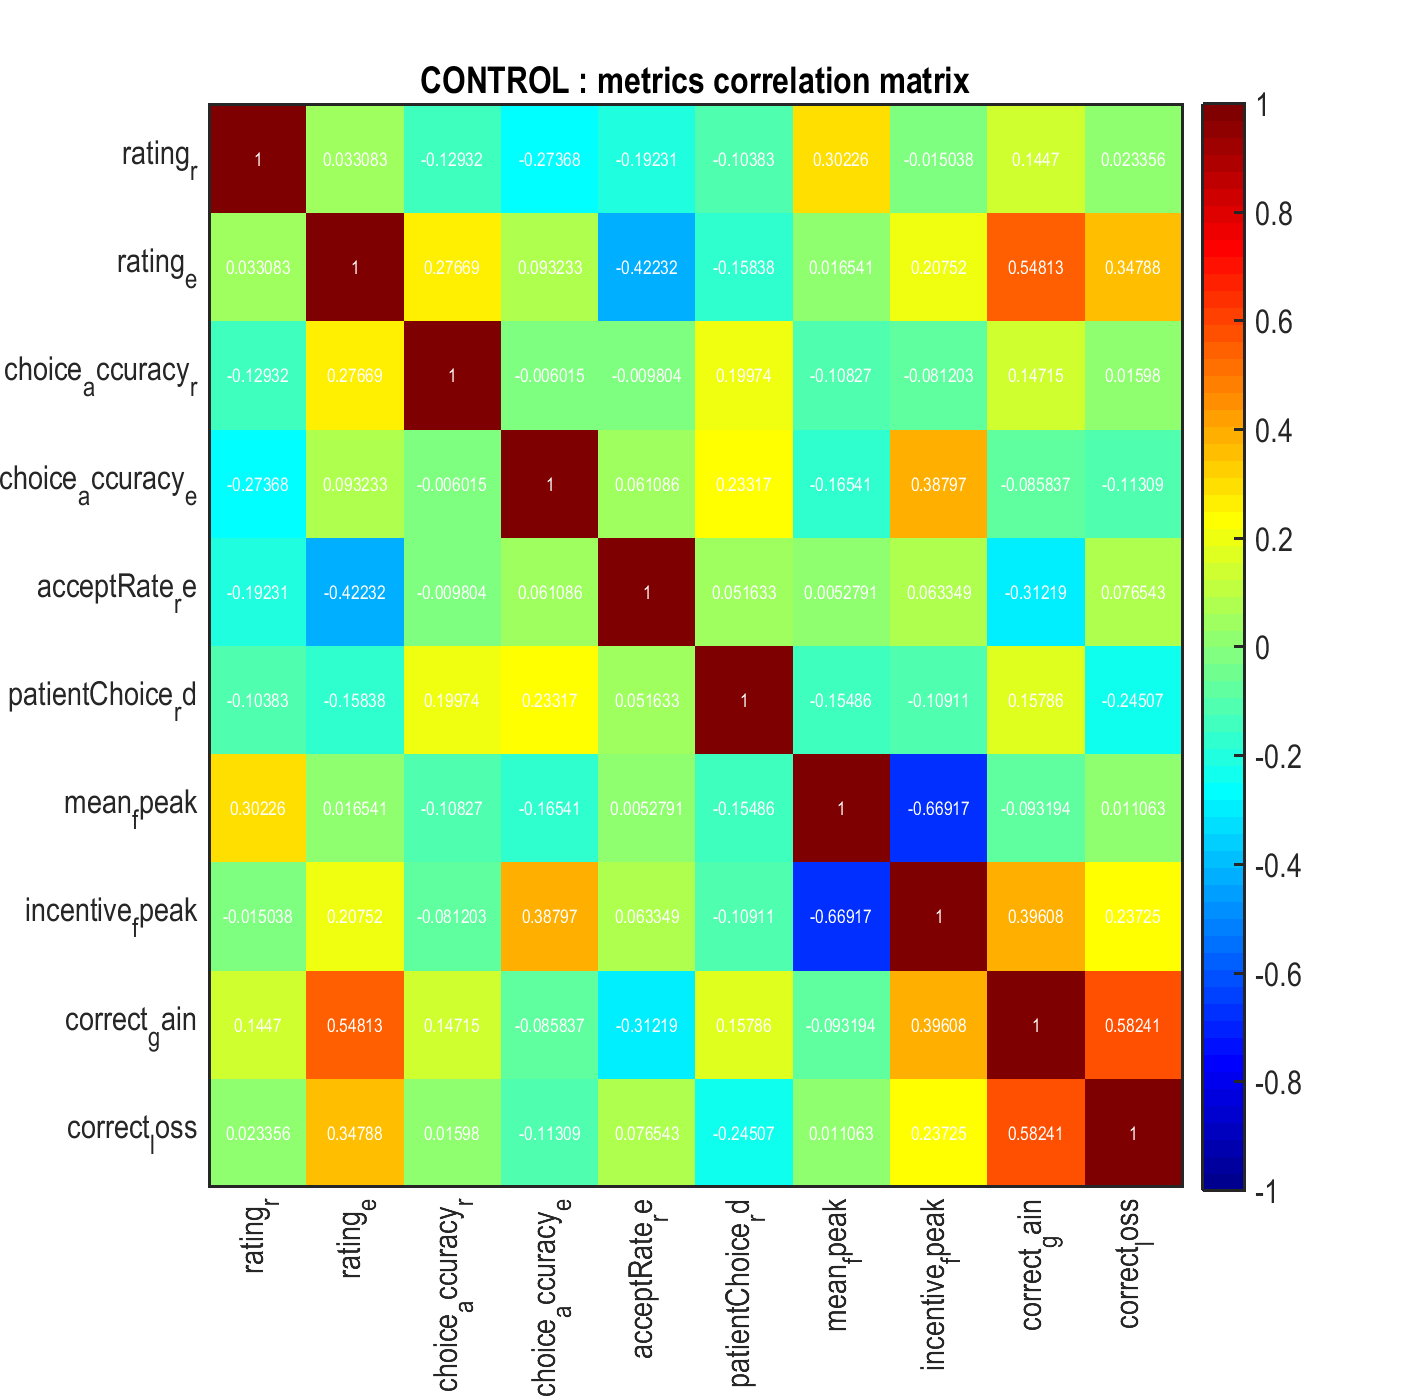 CONTROL : metrics correlation matrix
rating_r 1 0.033083 -0.12932 -0.27368 -0.19231 -0.10383 0.30226 -0.015038 0.1447 0.023356
rating_e 0.033083 1 0.27669 0.093233 -0.42232 -0.15838 0.016541 0.20752 0.54813 0.34788
choice_accuracy_r -0.12932 0.27669 1 -0.006015 -0.009804 0.19974 -0.10827 -0.081203 0.14715 0.01598
choice_accuracy_e -0.27368 0.093233 -0.006015 1 0.061086 0.23317 -0.16541 0.38797 -0.085837 -0.11309
acceptRate_re -0.19231 -0.42232 -0.009804 0.061086 1 0.051633 0.0052791 0.063349 -0.31219 0.076543
patientChoice_rd -0.10383 -0.15838 0.19974 0.23317 0.051633 1 -0.15486 -0.10911 0.15786 -0.24507
mean_fpeak 0.30226 0.016541 -0.10827 -0.16541 0.0052791 -0.15486 1 -0.66917 -0.093194 0.011063
incentive_fpeak -0.015038 0.20752 -0.081203 0.38797 0.063349 -0.10911 -0.66917 1 0.39608 0.23725
correct_gain 0.1447 0.54813 0.14715 -0.085837 -0.31219 0.15786 -0.093194 0.39608 1 0.58241
correct_loss 0.023356 0.34788 0.01598 -0.11309 0.076543 -0.24507 0.011063 0.23725 0.58241 1
rating_r rating_e choice_accuracy_r choice_accuracy_e acceptRate_re patientChoice_rd mean_fpeak incentive_fpeak correct_gain correct_loss
1
0.8
0.6
0.4
0.2
0
-0.2
-0.4
-0.6
-0.8
-1